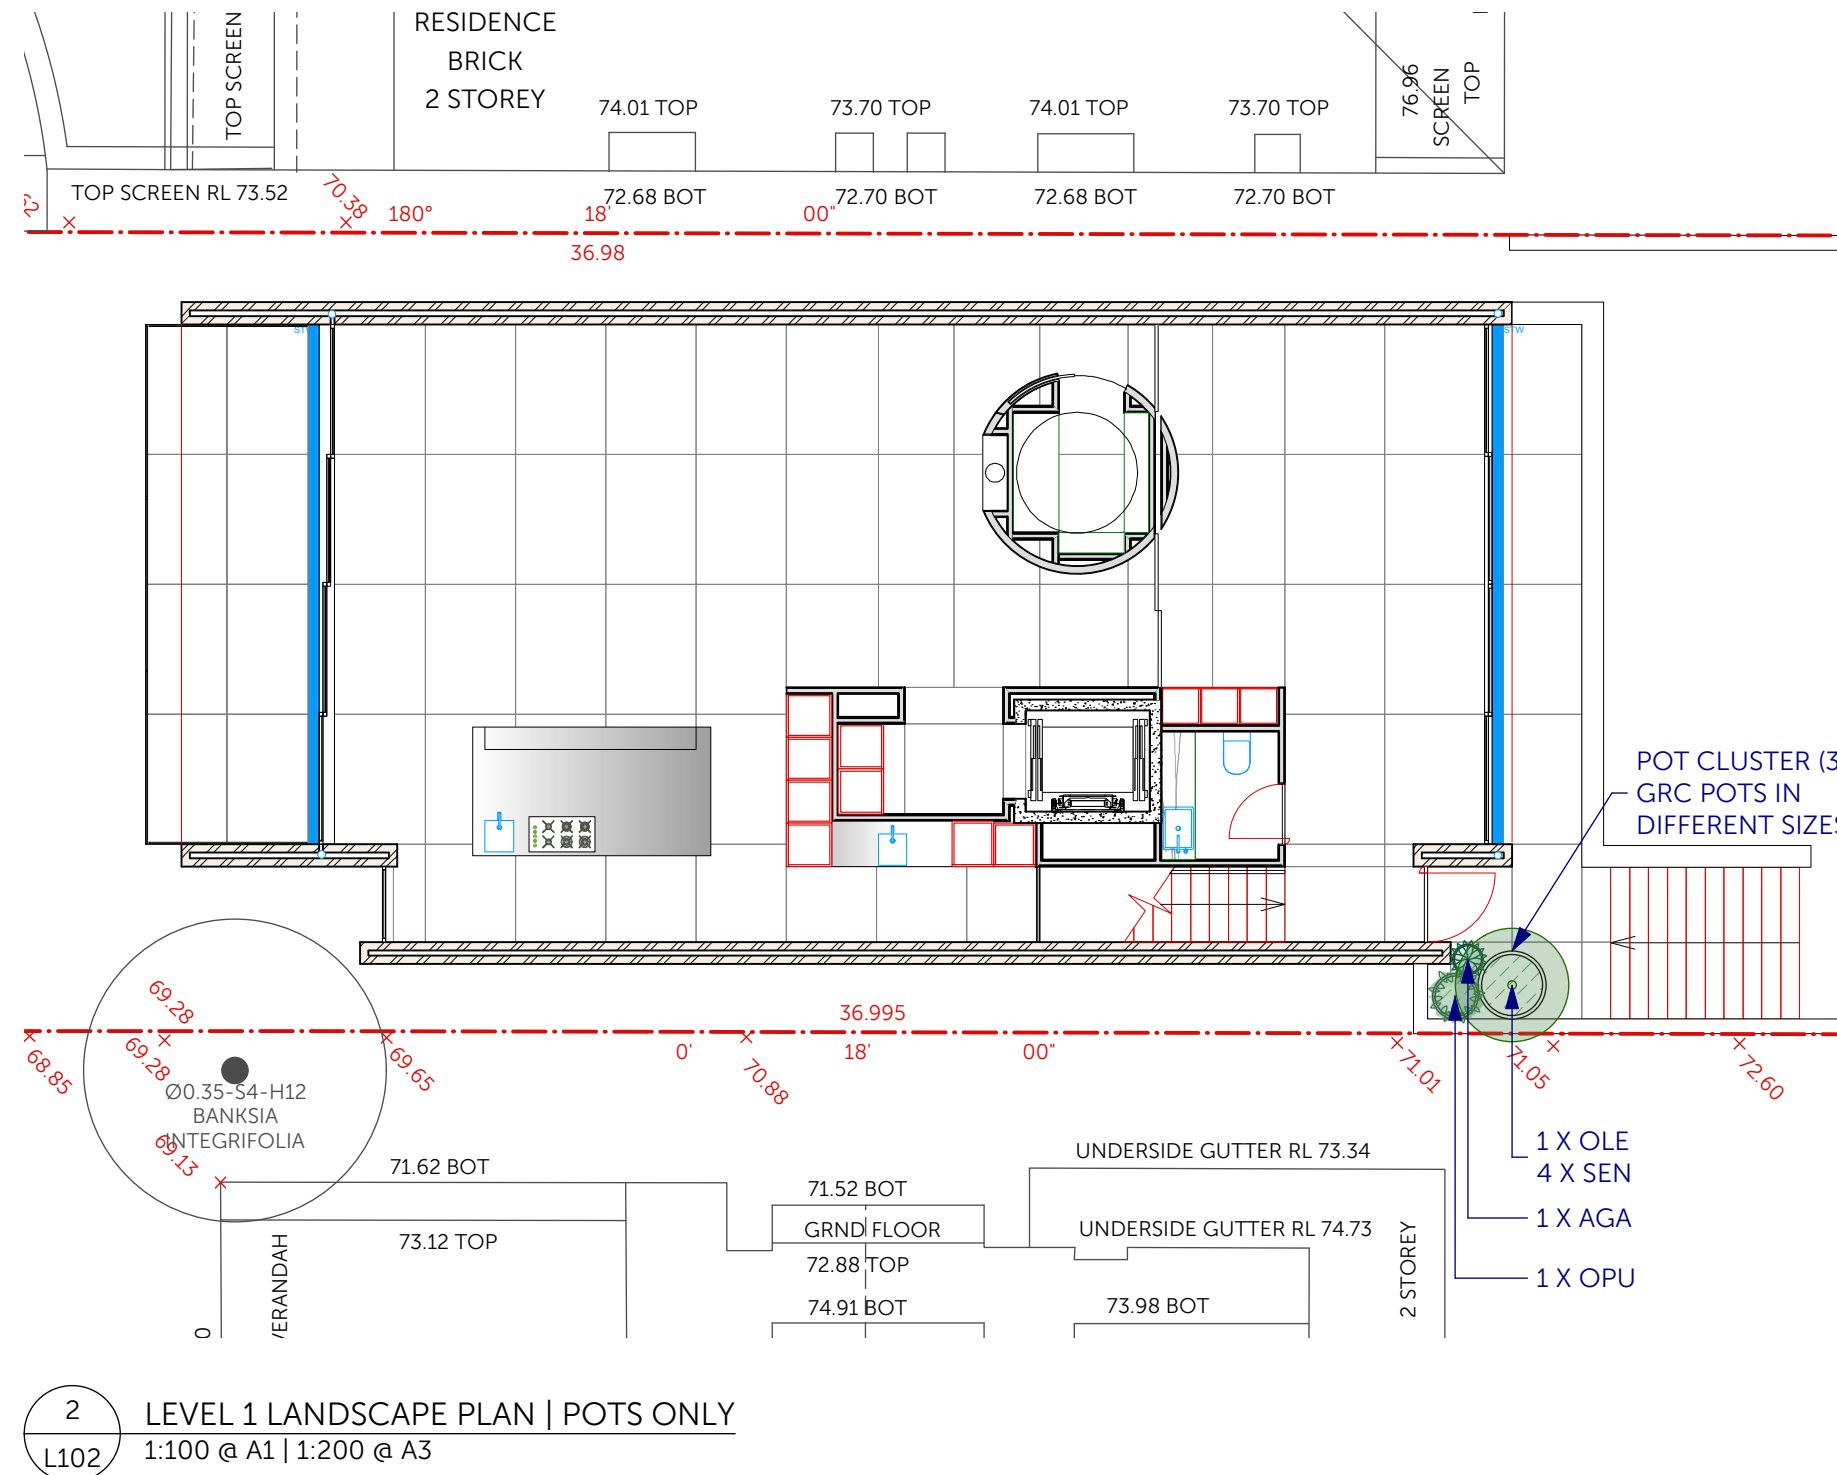 RESIDENCE
BRICK
2 STOREY
TOP SCREEN
74.01 TOP
73.70 TOP
74.01 TOP
73.70 TOP
76.96
SCREEN
TOP
TOP SCREEN RL 73.52
70.38
180°
18'
00"
72.68 BOT
72.70 BOT
72.68 BOT
72.70 BOT
36.98
STW
POT CLUSTER (3
GRC POTS IN
DIFFERENT SIZES
69.28
36.995
68.85
69.28
69.65
0'
70.88
18'
00"
71.01
71.05
72.60
Ø0.35-S4-H12
BANKSIA
INTEGRIFOLIA
69.13
1 X OLE
4 X SEN
1 X AGA
1 X OPU
71.62 BOT
73.12 TOP
VERANDAH
71.52 BOT
GRND FLOOR
72.88 TOP
74.91 BOT
UNDERSIDE GUTTER RL 73.34
UNDERSIDE GUTTER RL 74.73
73.98 BOT
2 STOREY
2
L102
LEVEL 1 LANDSCAPE PLAN | POTS ONLY
1:100 @ A1 | 1:200 @ A3